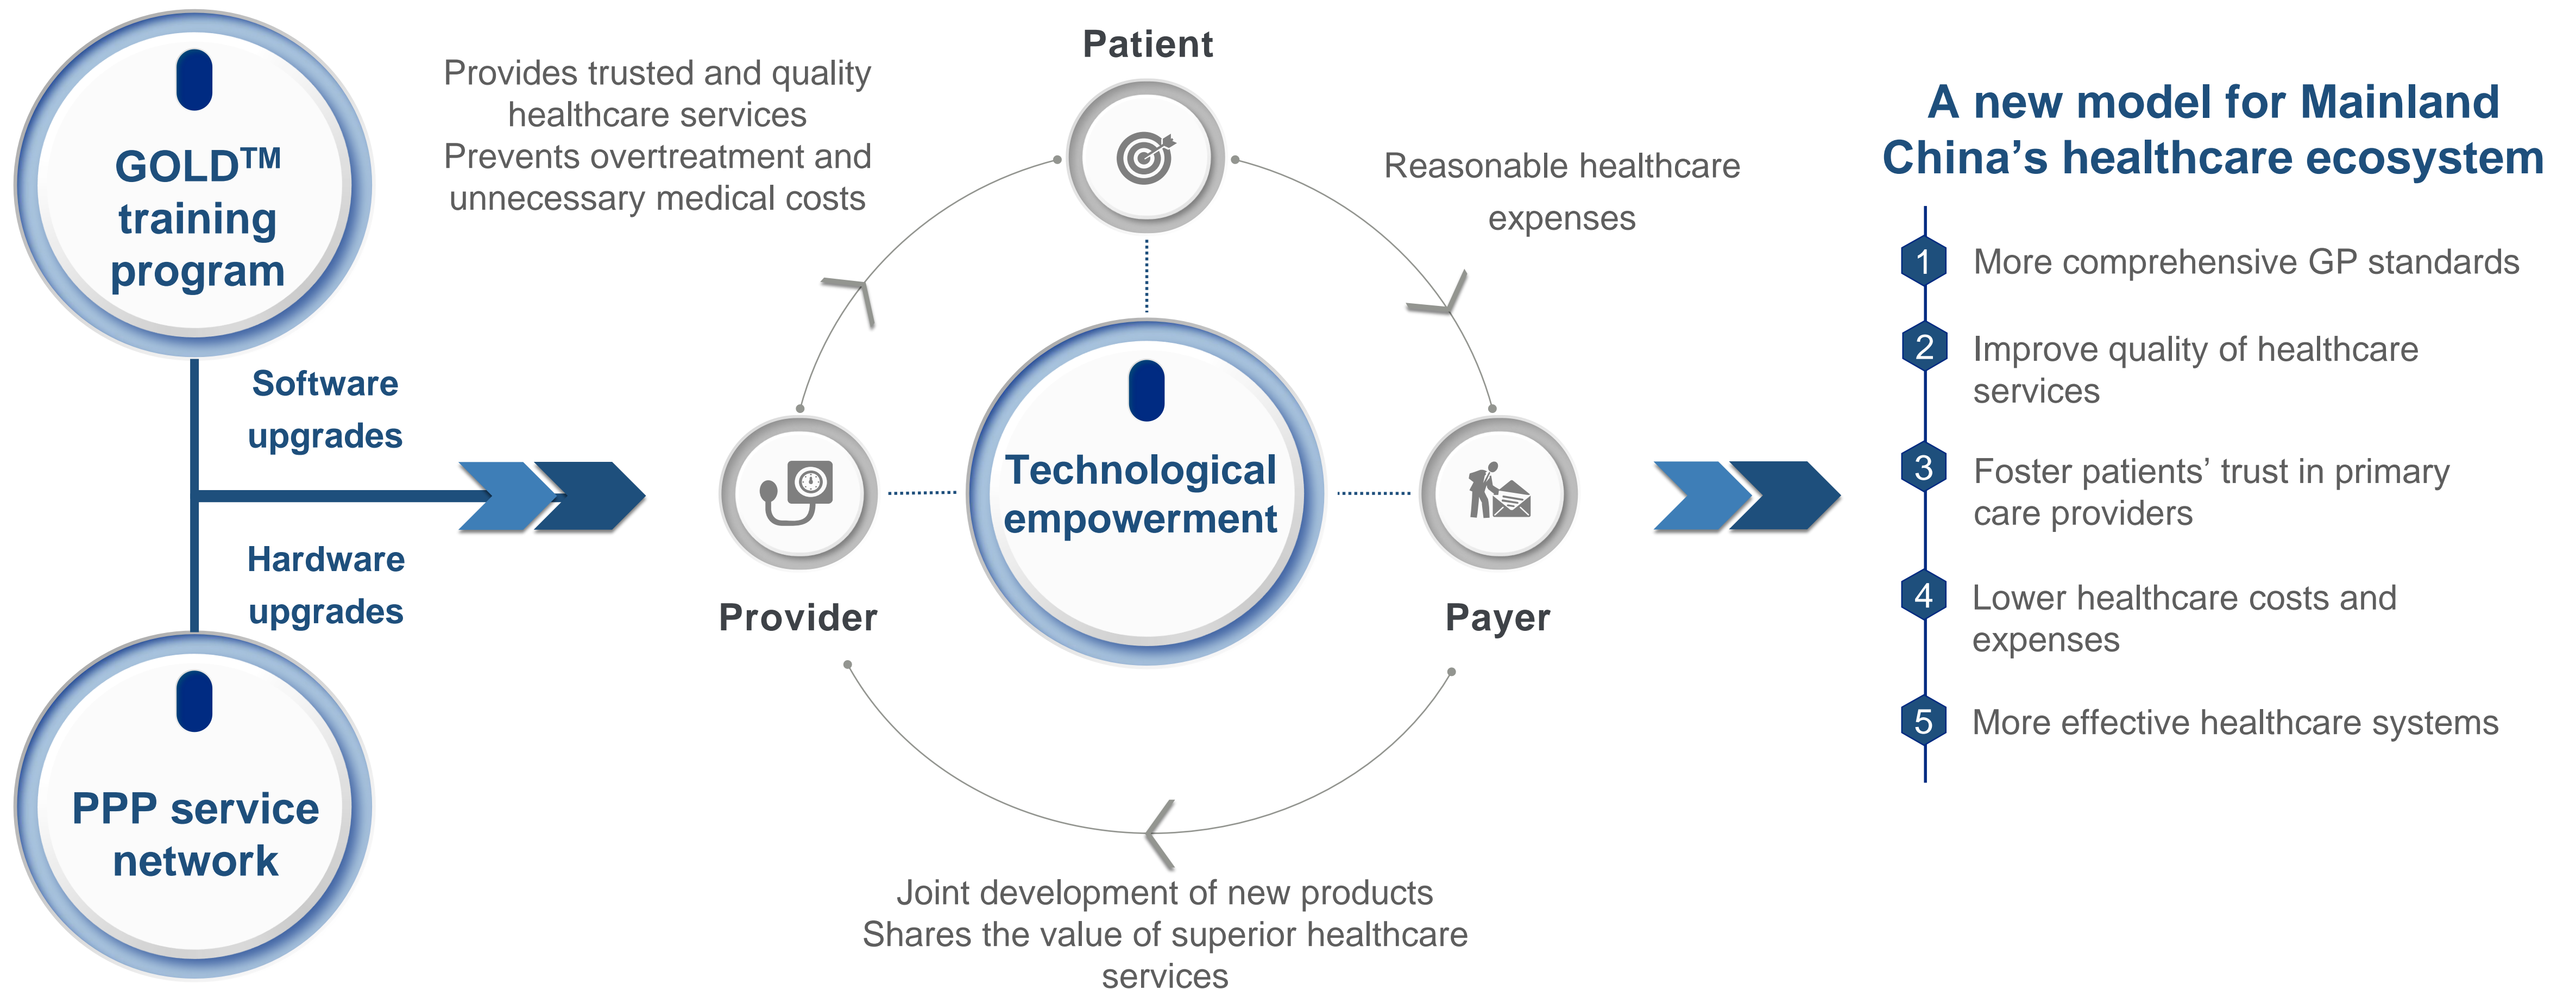 GOLD™
training
program
Software
upgrades
Hardware
upgrades
PPP service
network
Provides trusted and quality
healthcare services
Prevents overtreatment and
unnecessary medical costs
Patient
Reasonable healthcare
expenses
Technological
empowerment
Provider
Payer
Joint development of new products
Shares the value of superior healthcare
services
A new model for Mainland
China’s healthcare ecosystem
1 More comprehensive GP standards
2 Improve quality of healthcare
services
3 Foster patients’ trust in primary
care providers
4 Lower healthcare costs and
expenses
5 More effective healthcare systems